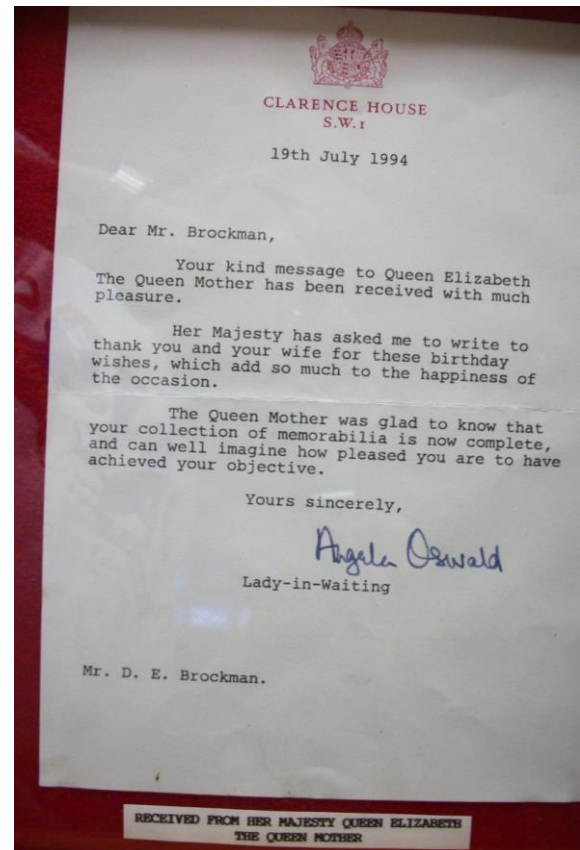 CLARENCE HOUSE
S.W.1
19th July 1994
Dear Mr. Brockman,
Your kind message to Queen Elizabeth
The Queen Mother has been received with much
pleasure.
Her Majesty has asked me to write to
thank you and your wife for these birthday
wishes, which add so much to the happiness of
the occasion.
The Queen Mother was glad to know that
your collection of memorabilia is now complete,
and can well imagine how pleased you are to have
achieved your objective.
Yours sincerely,
Angela Oswald
Lady-in-Waiting
Mr. D. E. Brockman.
RECEIVED FROM HER MAJESTY QUEEN ELIZABETH
THE QUEEN MOTHER